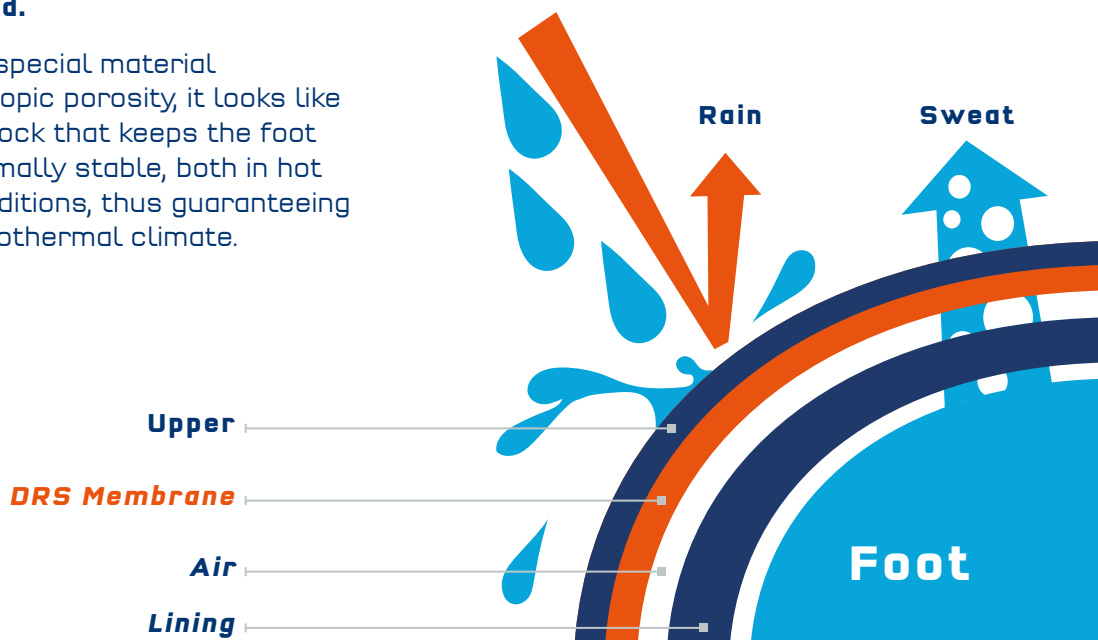 d.
special material
opic porosity, it looks like
ock that keeps the foot
mally stable, both in hot
ditions, thus guaranteeing
othermal climate.
Rain
Sweat
Upper
DRS Membrane
Air
Lining
Foot